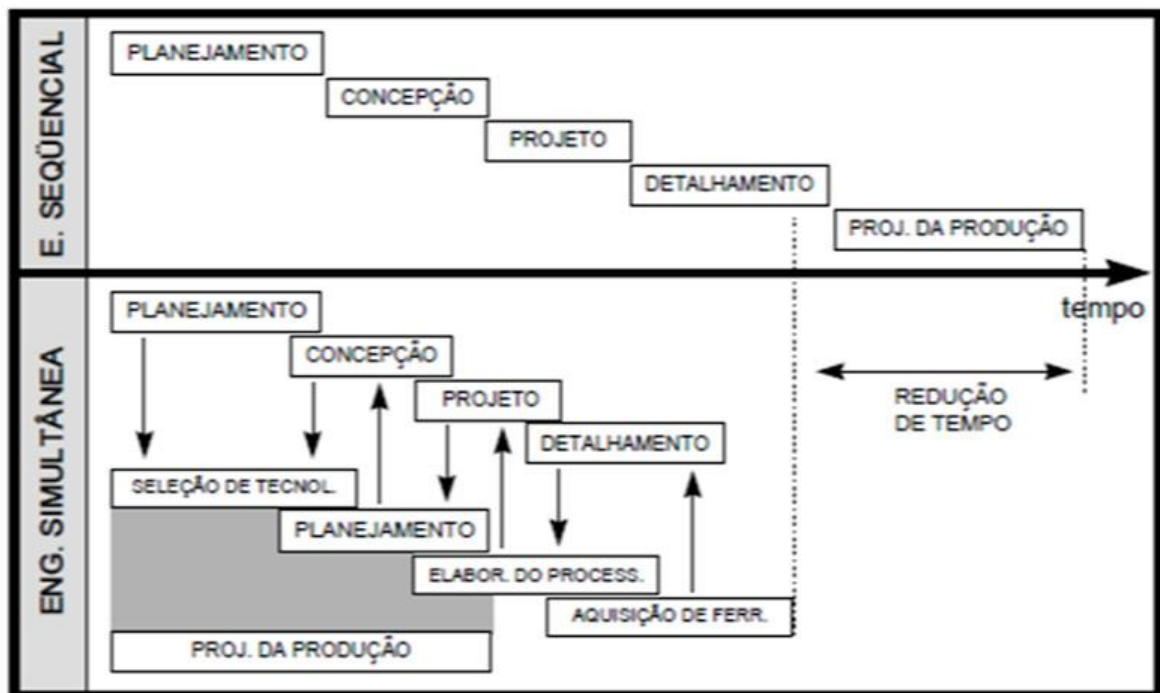 E. SEQÜENCIAL
PLANEJAMENTO
CONCEPÇÃO
PROJETO
DETALHAMENTO
PROJ. DA PRODUÇÃO
tempo
ENG. SIMULTÂNEA
PLANEJAMENTO
CONCEPÇÃO
PROJETO
DETALHAMENTO
REDUÇÃO
DE TEMPO
SELEÇÃO DE TECNOL.
PLANEJAMENTO
ELABOR. DO PROCESS.
AQUISIÇÃO DE FERR.
PROJ. DA PRODUÇÃO